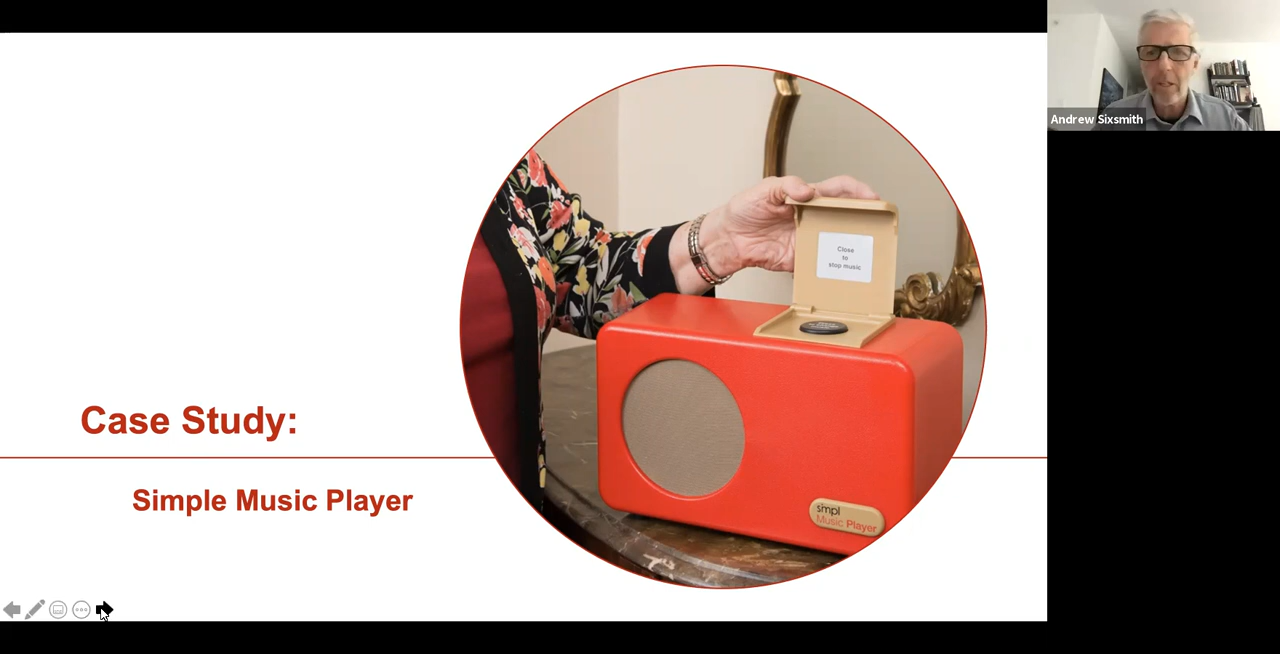 Andrew Sixsmith
Close
to
stop music
Case Study:
Simple Music Player
smpl
Music Player